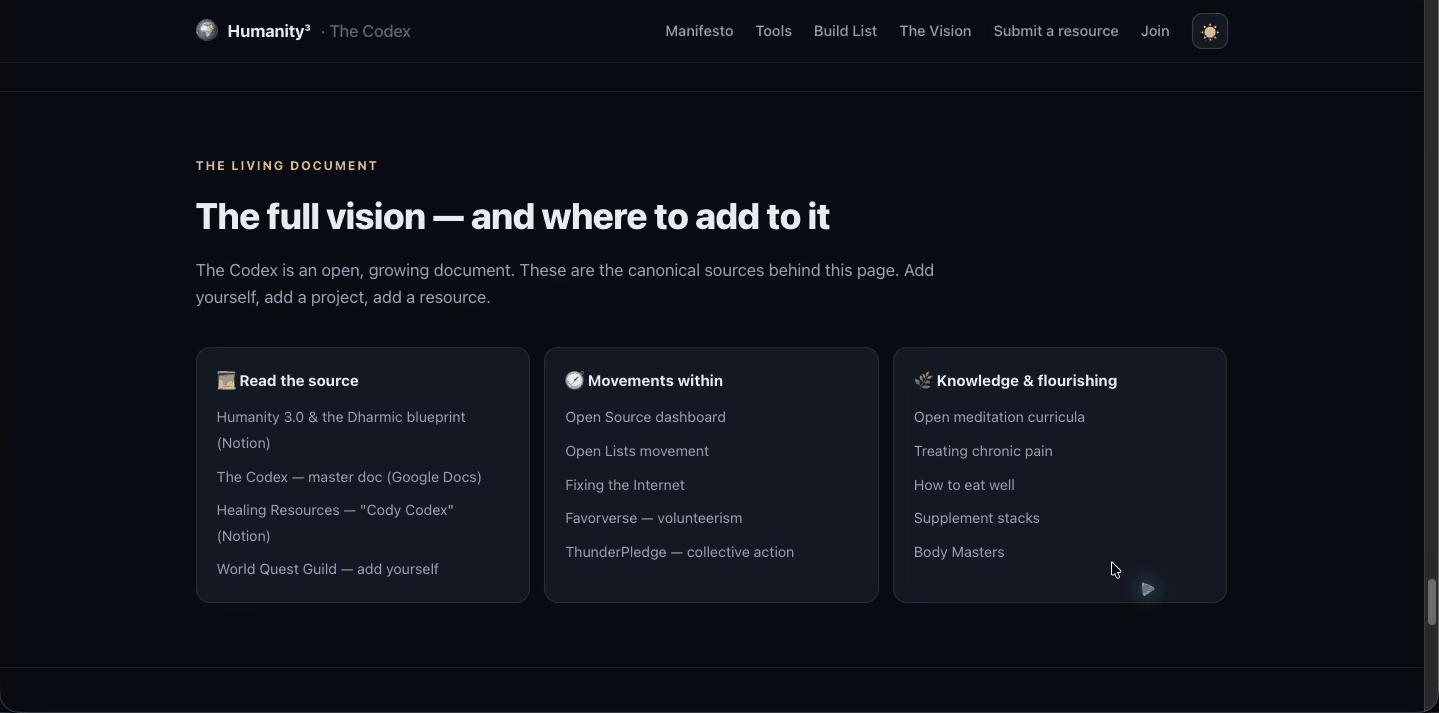 Humanity³ · The Codex
Manifesto Tools Build List The Vision Submit a resource Join
THE LIVING DOCUMENT
The full vision — and where to add to it
The Codex is an open, growing document. These are the canonical sources behind this page. Add
yourself, add a project, add a resource.
Read the source
Humanity 3.0 & the Dharmic blueprint
(Notion)
The Codex — master doc (Google Docs)
Healing Resources — "Cody Codex"
(Notion)
World Quest Guild — add yourself
Movements within
Open Source dashboard
Open Lists movement
Fixing the Internet
Favorverse — volunteerism
ThunderPledge — collective action
Knowledge & flourishing
Open meditation curricula
Treating chronic pain
How to eat well
Supplement stacks
Body Masters